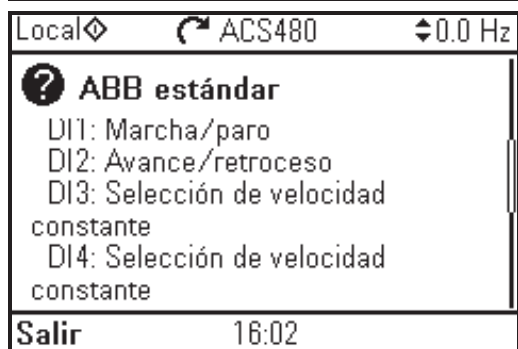 Local ACS480 0.0 Hz
? ABB estándar
DI1: Marcha/paro
DI2: Avance/retroceso
DI3: Selección de velocidad
constante
DI4: Selección de velocidad
constante
Salir 16:02